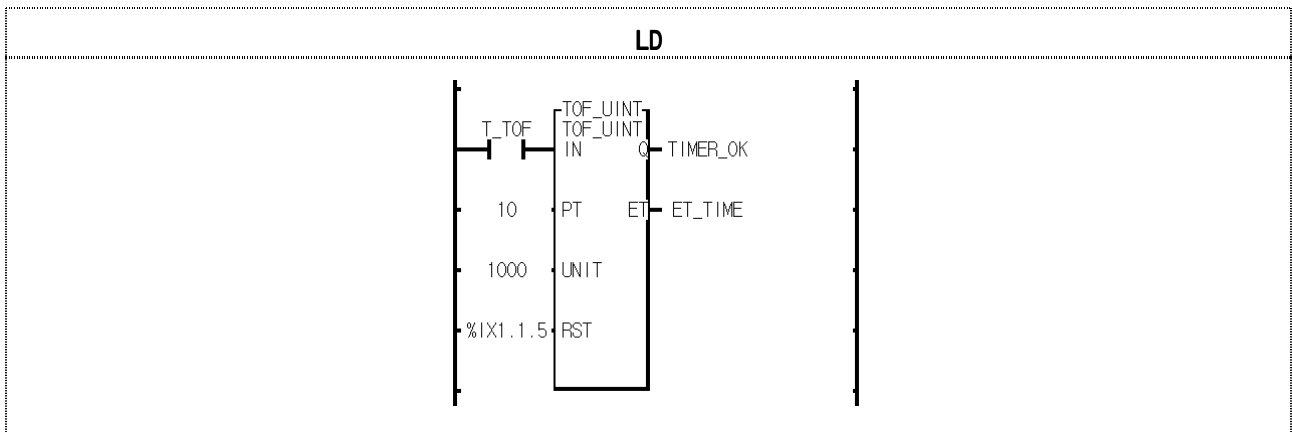 LD
TOF_UINT
T_TOF TOF_UINT
IN Q TIMER_OK
10 PT ET ET_TIME
1000 UNIT
%IX1.1.5 RST